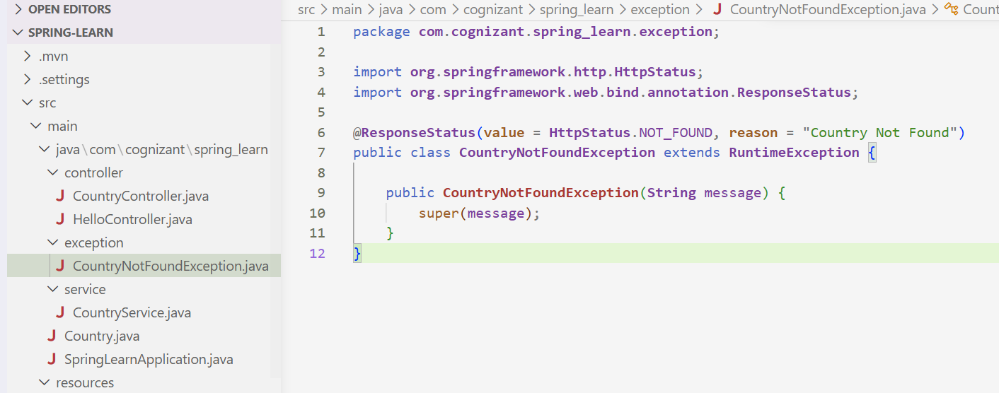 OPEN EDITORS
SPRING-LEARN
.mvn
.settings
src
main
java\com\cognizant\spring_learn
controller
CountryController.java
HelloController.java
exception
CountryNotFoundException.java
service
CountryService.java
Country.java
SpringLearnApplication.java
resources
src > main > java > com > cognizant > spring_learn > exception > J CountryNotFoundException.java > Count
1 package com.cognizant.spring_learn.exception;
2
3 import org.springframework.http.HttpStatus;
4 import org.springframework.web.bind.annotation.ResponseStatus;
5
6 @ResponseStatus(value = HttpStatus.NOT_FOUND, reason = "Country Not Found")
7 public class CountryNotFoundException extends RuntimeException {
8
9     public CountryNotFoundException(String message) {
10         super(message);
11     }
12 }